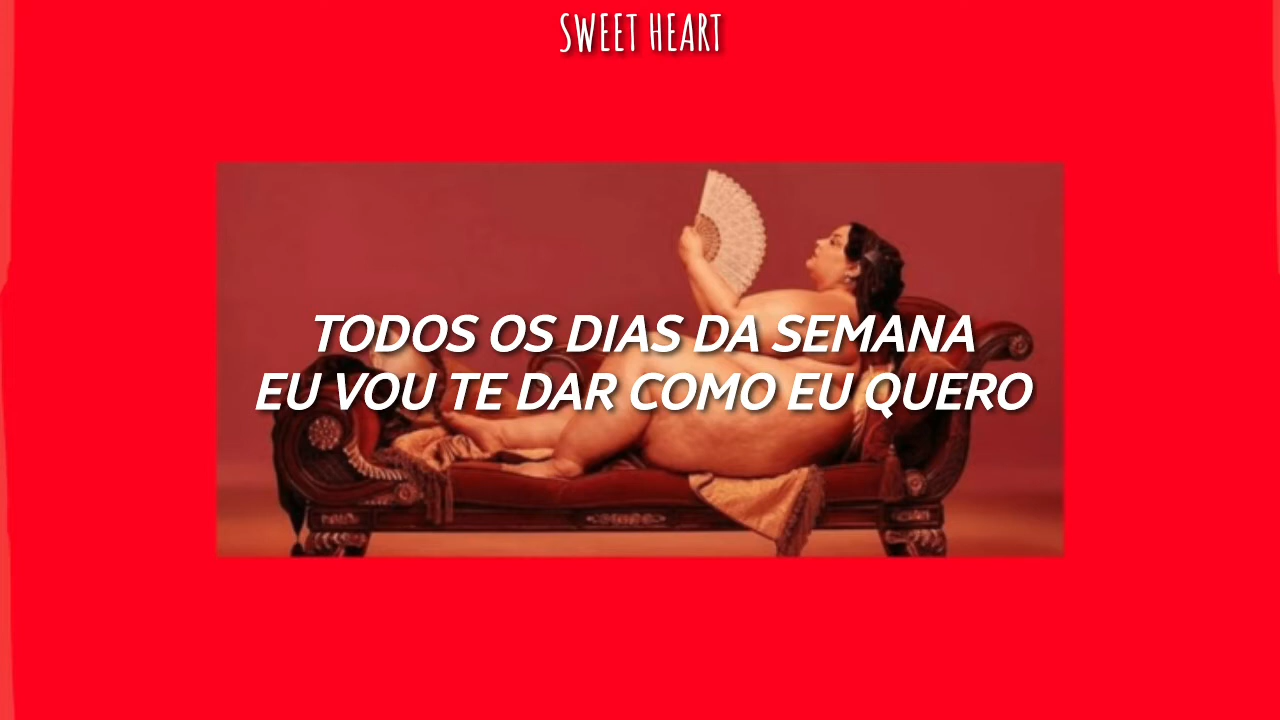 SWEET HEART
TODOS OS DIAS DA SEMANA
EU VOU TE DAR COMO EU QUERO